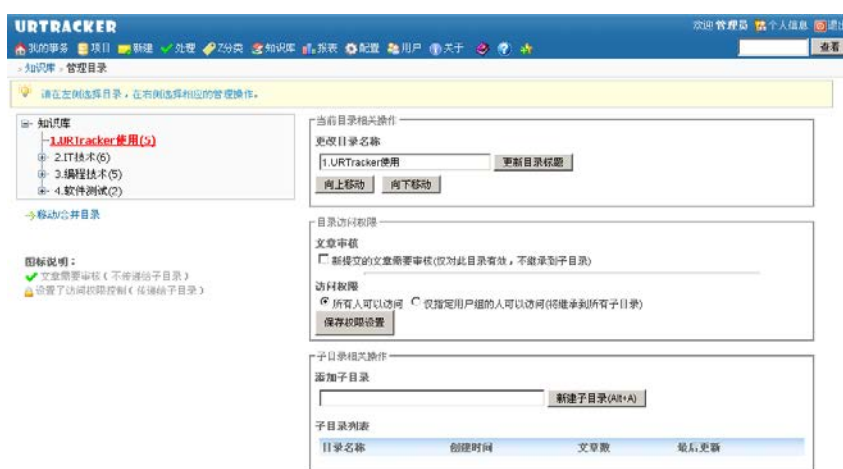 URTRACKER
欢迎 管理员 个人信息 退出
我的事务 项目 新建 处理 分类 知识库 报表 配置 用户 关于 查看
知识库 管理目录
请在左侧选择目录,在右侧选择相应的管理操作。
知识库
1.URTracker使用(5)
2.IT技术(6)
3.编程技术(5)
4.软件测试(2)
移动/合并目录
图标说明:
文章需要审核(不传递给子目录)
设置了访问权限控制(传递给子目录)
当前目录相关操作
更改目录名称
1.URTracker使用 更新目录标题
向上移动 向下移动
目录访问权限
文章审核
新提交的文章需要审核(仅对此目录有效,不继承到子目录)
访问权限
所有人可以访问 仅指定用户组的人可以访问(将继承到所有子目录)
保存权限设置
子目录相关操作
添加子目录
新建子目录(Alt+A)
子目录列表
目录名称 创建时间 文章数 最后更新